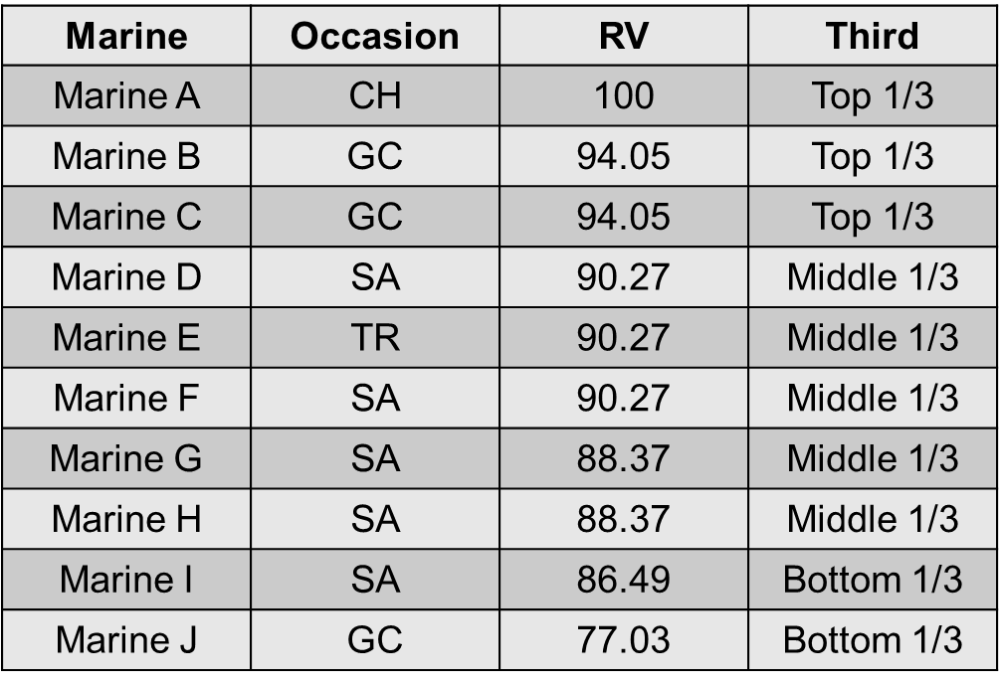 Marine Occasion RV Third
Marine A CH 100 Top 1/3
Marine B GC 94.05 Top 1/3
Marine C GC 94.05 Top 1/3
Marine D SA 90.27 Middle 1/3
Marine E TR 90.27 Middle 1/3
Marine F SA 90.27 Middle 1/3
Marine G SA 88.37 Middle 1/3
Marine H SA 88.37 Middle 1/3
Marine I SA 86.49 Bottom 1/3
Marine J GC 77.03 Bottom 1/3